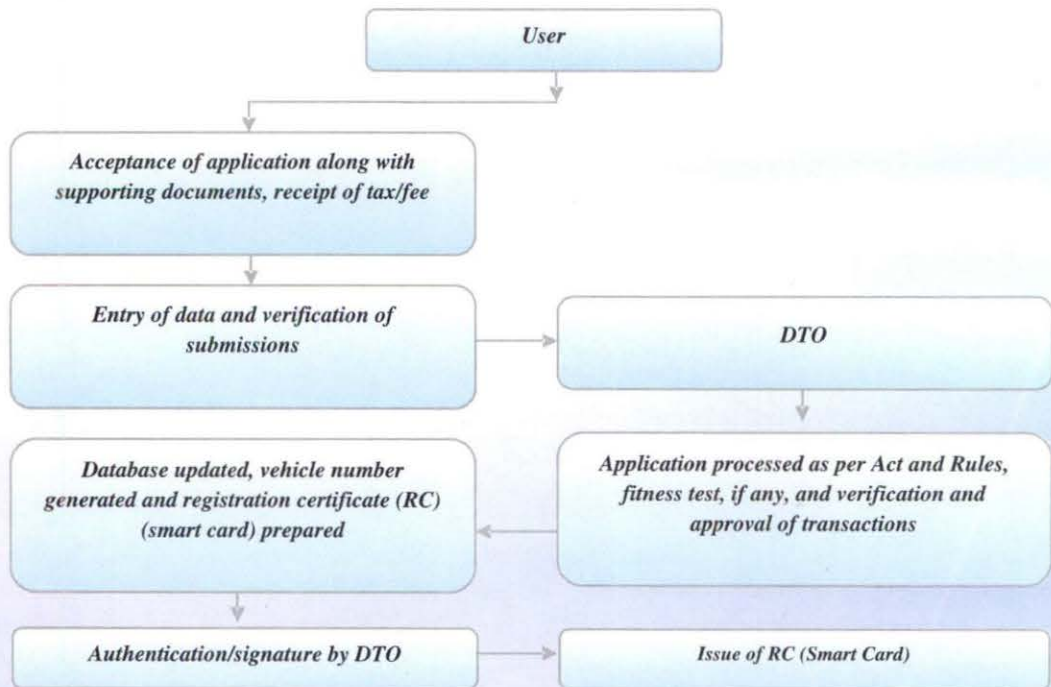 User
Acceptance of application along with
supporting documents, receipt of tax/fee
Entry of data and verification of
submissions
DTO
Application processed as per Act and Rules,
fitness test, if any, and verification and
approval of transactions
Database updated, vehicle number
generated and registration certificate (RC)
(smart card) prepared
Authentication/signature by DTO
Issue of RC (Smart Card)